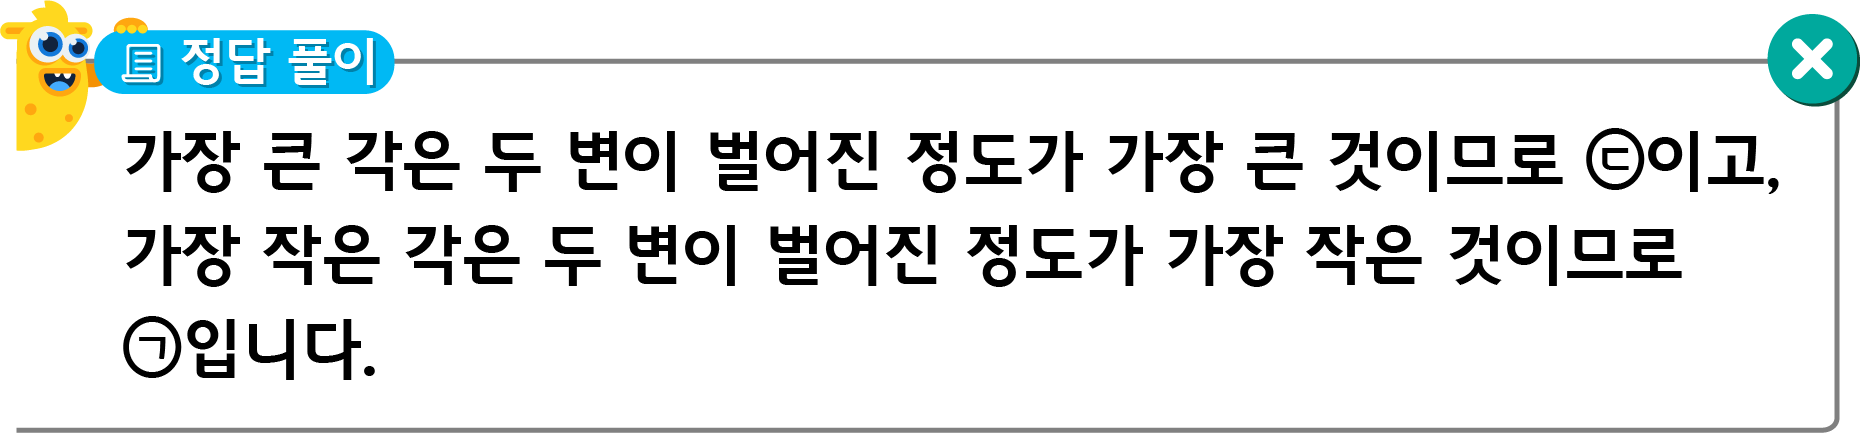 정답 풀이
가장 큰 각은 두 변이 벌어진 정도가 가장 큰 것이므로 ㉢이고,
가장 작은 각은 두 변이 벌어진 정도가 가장 작은 것이므로
㉠입니다.